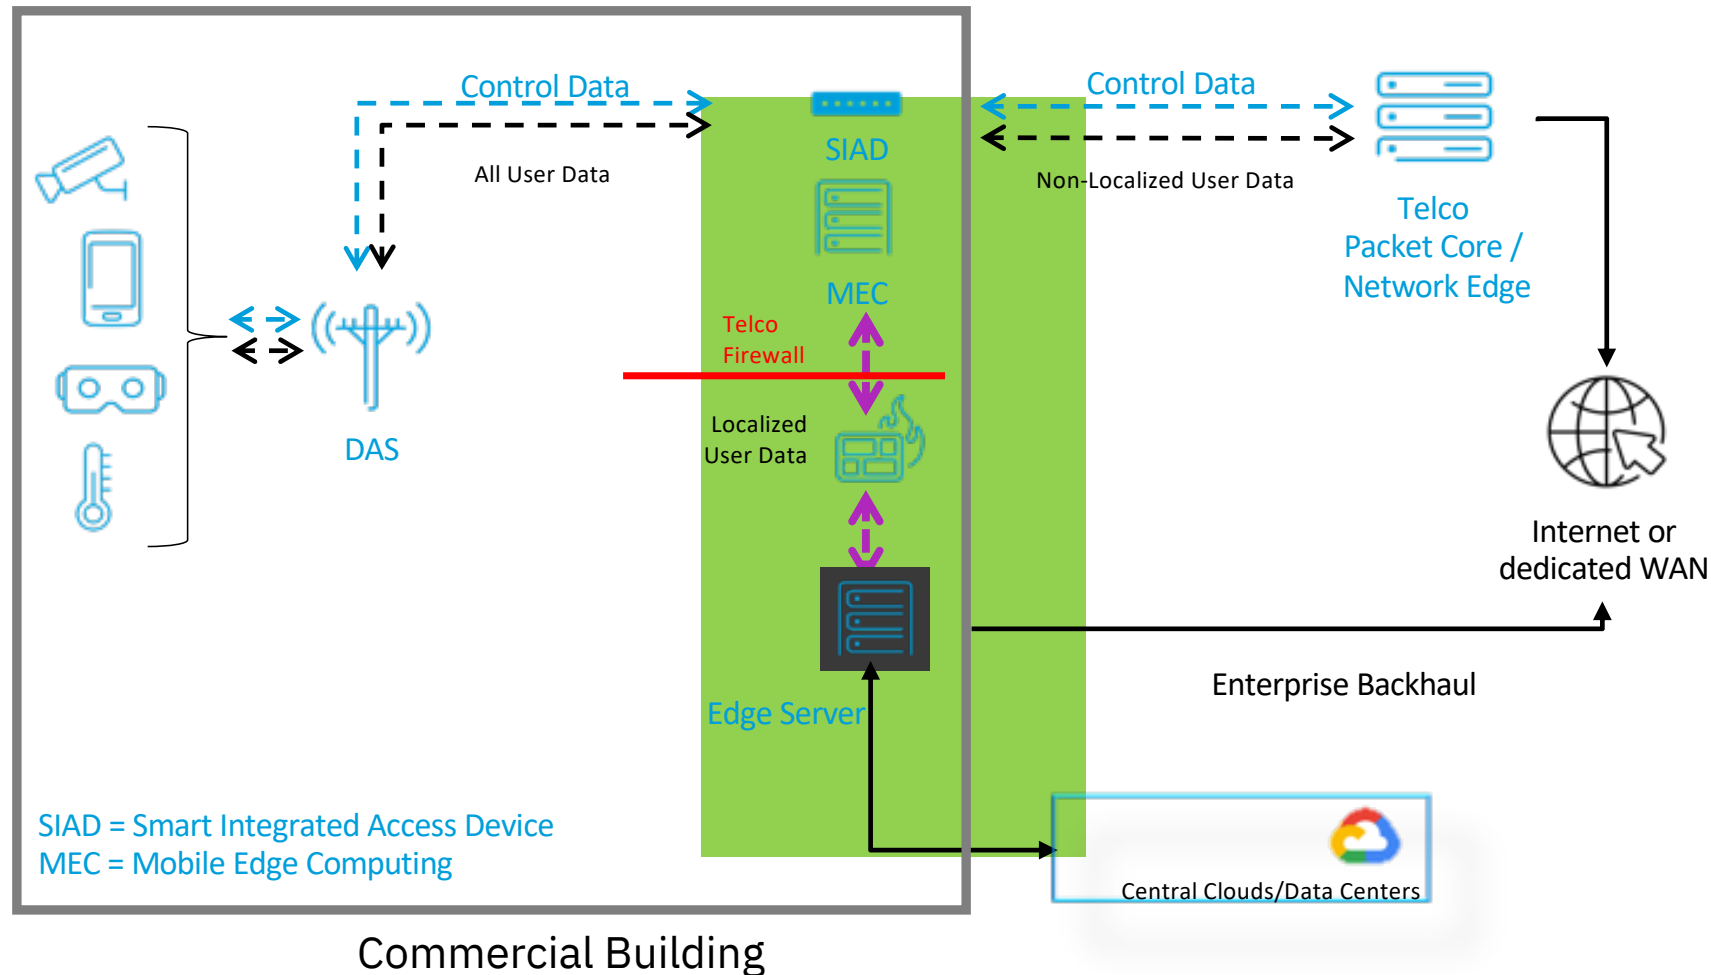 Control Data
All User Data
SIAD
MEC
Control Data
Non-Localized User Data
Telco
Packet Core /
Network Edge
Telco
Firewall
Localized
User Data
DAS
Internet or
dedicated WAN
Enterprise Backhaul
Edge Server
SIAD = Smart Integrated Access Device
MEC = Mobile Edge Computing
Central Clouds/Data Centers
Commercial Building